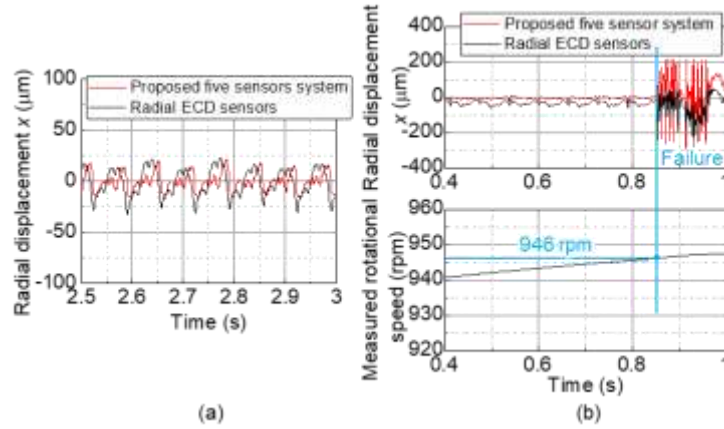 Proposed five sensors system
Radial ECD sensors
Radial displacement x (μm)
100
50
0
-50
-100
2.5 2.6 2.7 2.8 2.9 3
Time (s)
(a)
Proposed five sensor system
Radial ECD sensors
Radial displacement
x (μm)
400
200
0
-200
-400
Failure
0.4 0.6 0.8 1
Measured rotational
speed (rpm)
960
950
940
930
920
946 rpm
0.4 0.6 0.8 1
Time (s)
(b)